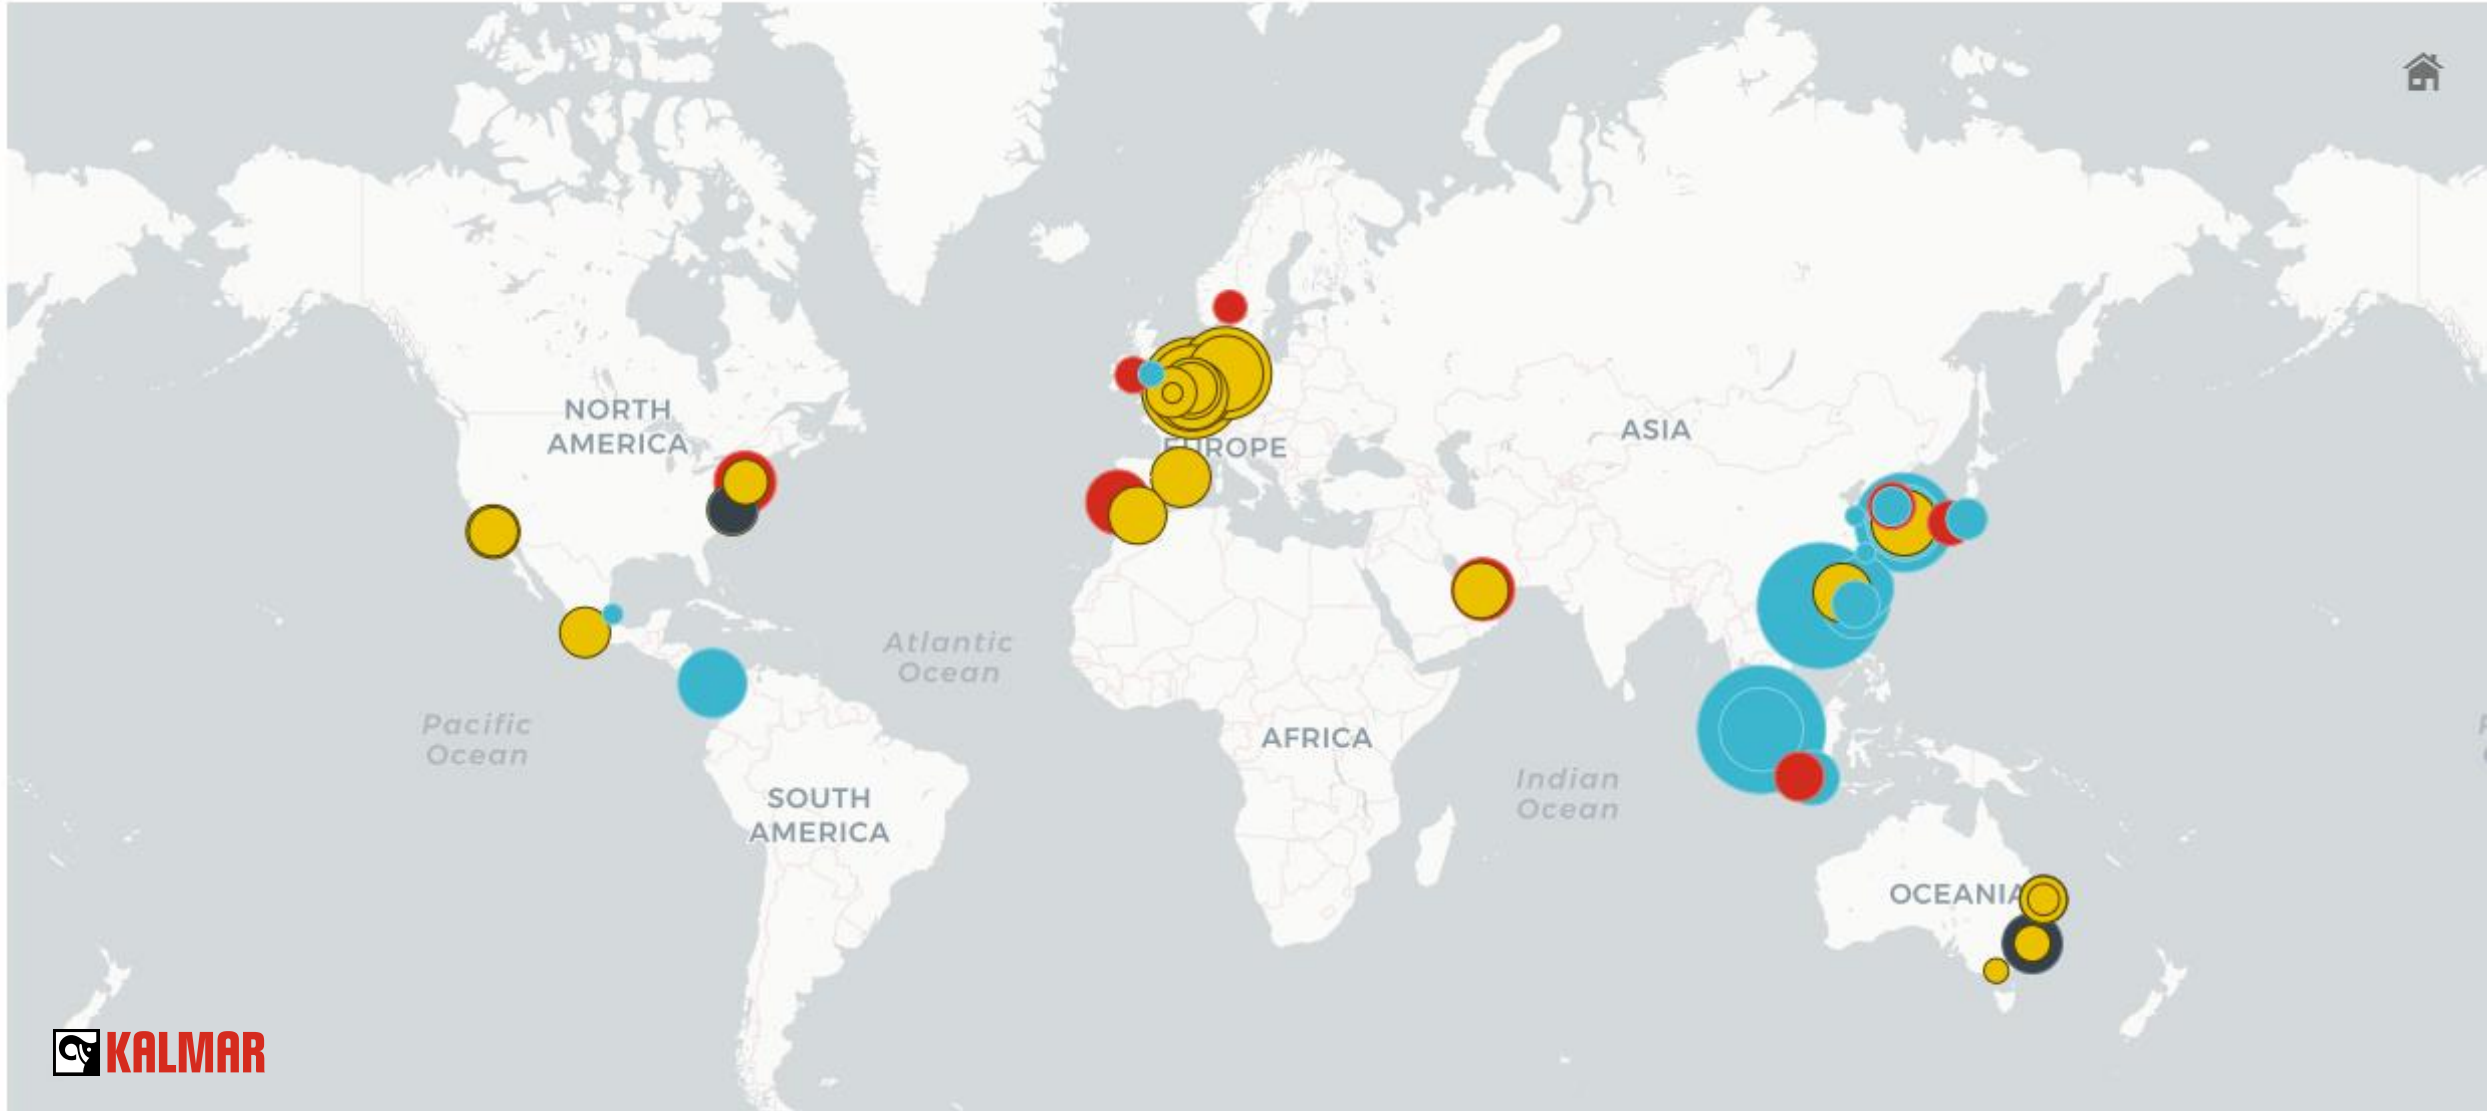 NORTH
AMERICA
EUROPE
ASIA
Atlantic
Ocean
Pacific
Ocean
AFRICA
SOUTH
AMERICA
Indian
Ocean
OCEANIA
KALMAR